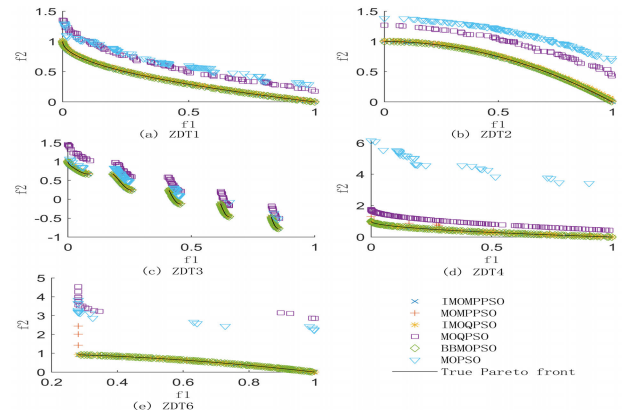 1.5
1
0.5
0
f2
0
0.5
1
f1
(a) ZDT1
1.5
1
0.5
0
f2
0
0.5
1
f1
(b) ZDT2
1.5
1
0.5
0
-0.5
-1
f2
0
0.5
1
f1
(c) ZDT3
6
4
2
0
f2
0
0.5
1
f1
(d) ZDT4
6
5
4
3
2
1
0
f2
0.2
0.4
0.6
0.8
1
f1
(e) ZDT6
IMOMPPSO
MOMPPSO
IMOQPSO
MOQPSO
BBMOPSO
MOPSO
True Pareto front